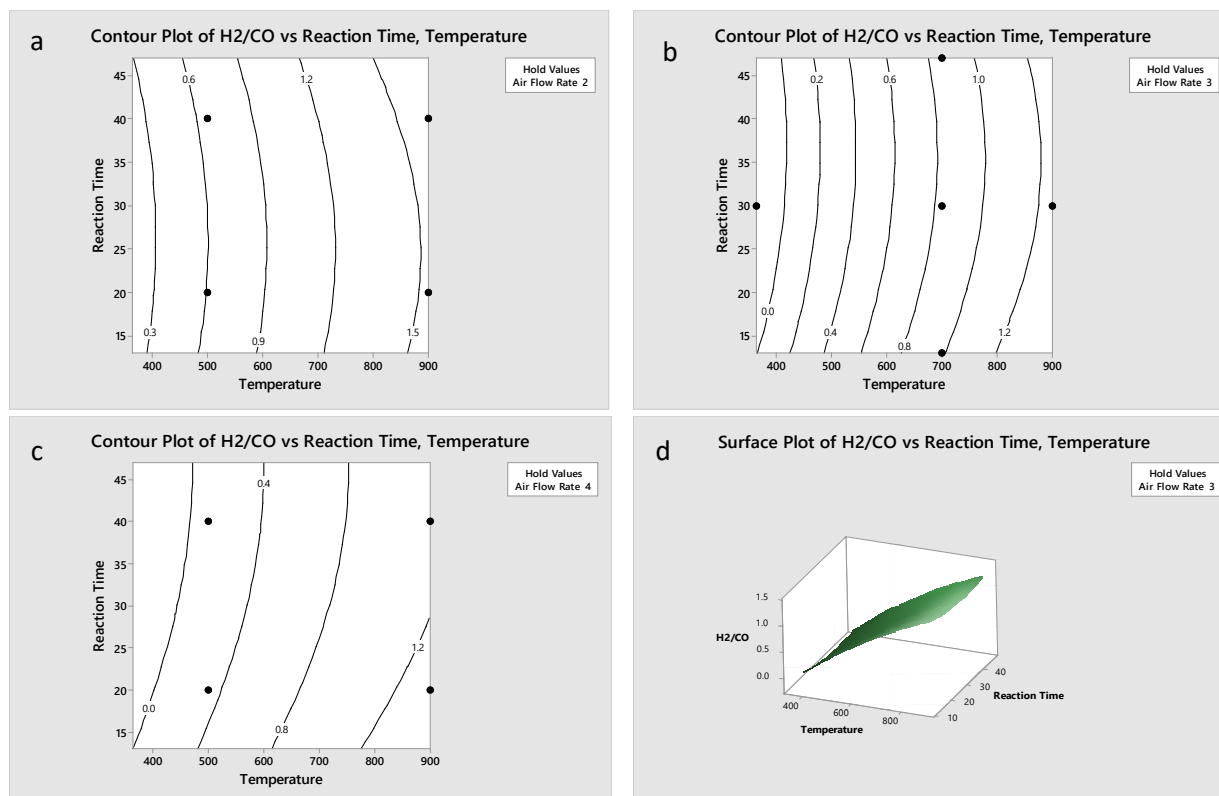 a
Contour Plot of H2/CO vs Reaction Time, Temperature
Hold Values
Air Flow Rate 2
0.6
1.2
45
40
35
30
25
20
15
Reaction Time
0.3
0.9
1.5
400
500
600
700
800
900
Temperature
b
Contour Plot of H2/CO vs Reaction Time, Temperature
Hold Values
Air Flow Rate 3
0.2
0.6
1.0
45
40
35
30
25
20
15
Reaction Time
0.0
0.4
0.8
1.2
400
500
600
700
800
900
Temperature
c
Contour Plot of H2/CO vs Reaction Time, Temperature
Hold Values
Air Flow Rate 4
0.4
45
40
35
30
25
20
15
Reaction Time
1.2
0.0
0.8
400
500
600
700
800
900
Temperature
d
Surface Plot of H2/CO vs Reaction Time, Temperature
Hold Values
Air Flow Rate 3
1.5
1.0
0.5
0.0
H2/CO
40
30
20
10
Reaction Time
400
600
800
Temperature